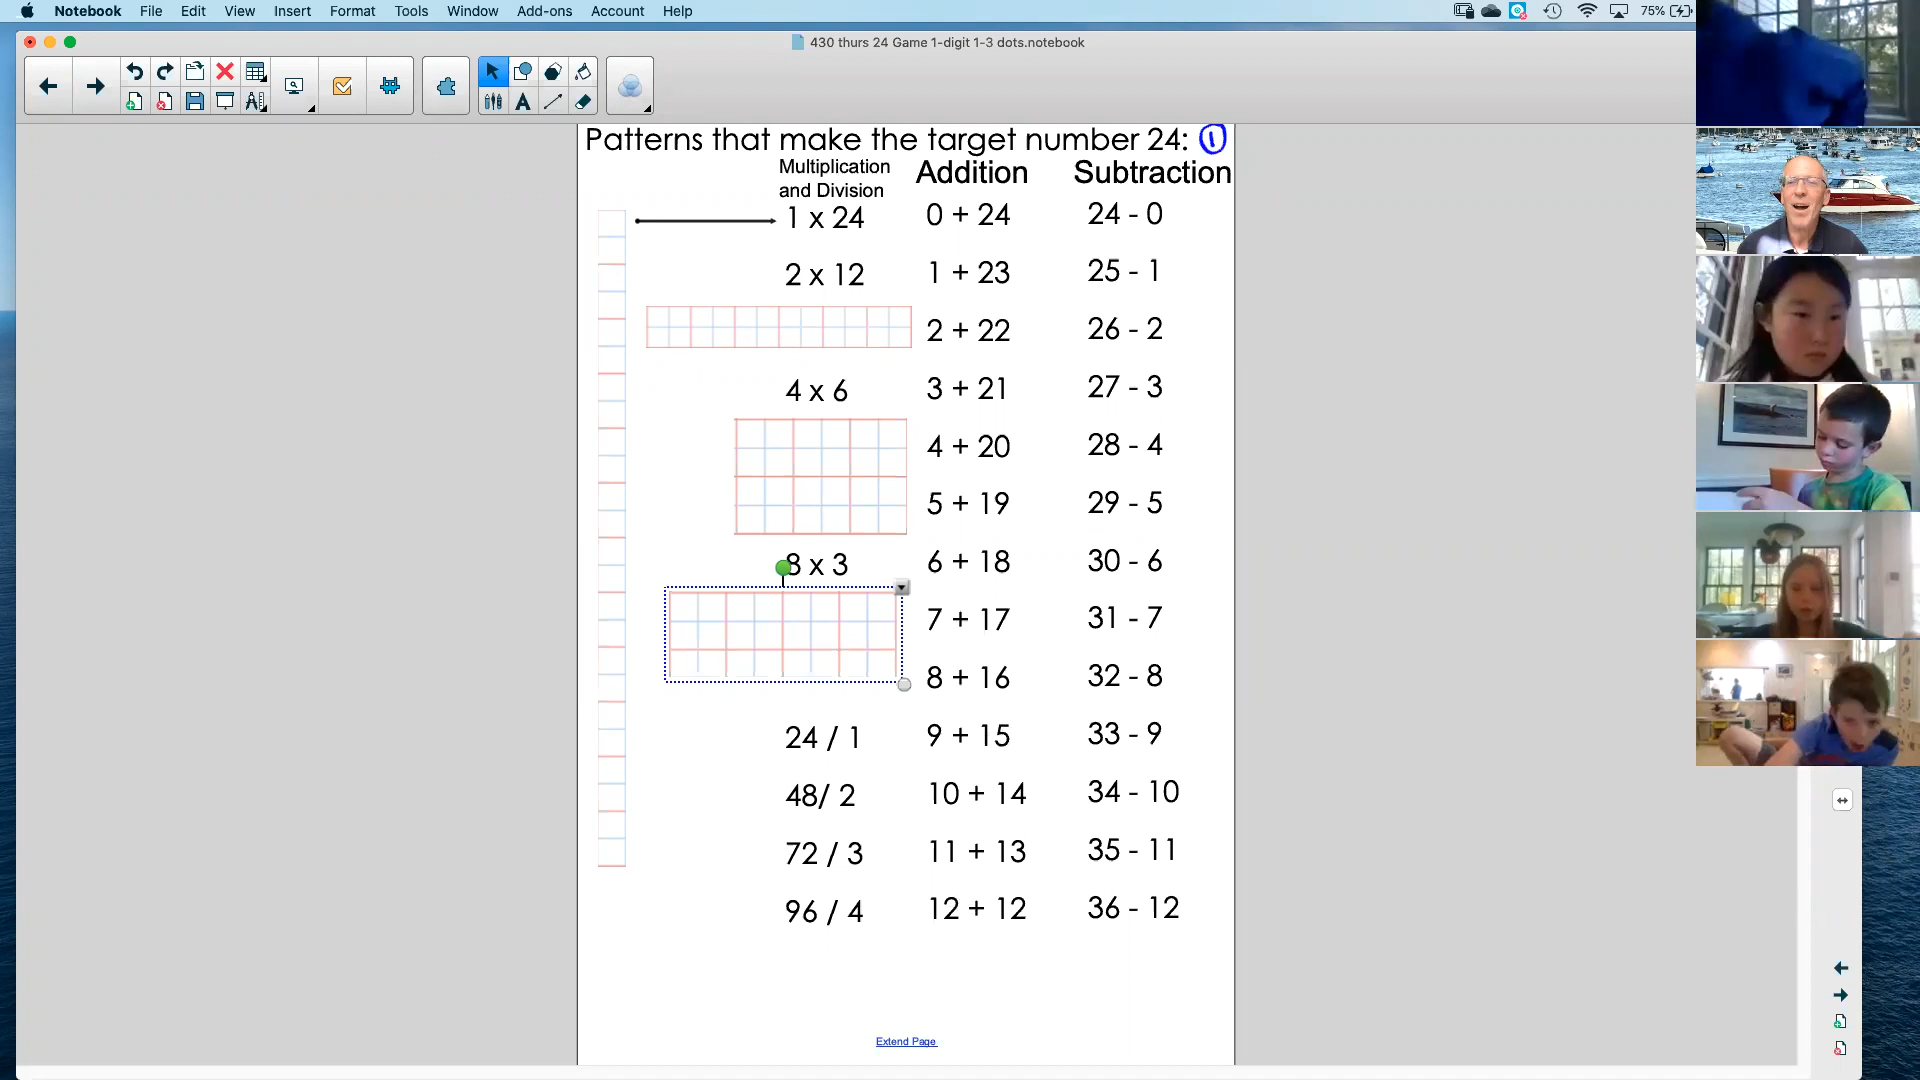 Notebook File Edit View Insert Format Tools Window Add-ons Account Help 75%
430 thurs 24 Game 1-digit 1-3 dots.notebook
Patterns that make the target number 24: 1
Multiplication and Division
Addition
Subtraction
1 x 24
0 + 24
24 - 0
2 x 12
1 + 23
25 - 1
2 + 22
26 - 2
4 x 6
3 + 21
27 - 3
4 + 20
28 - 4
5 + 19
29 - 5
8 x 3
6 + 18
30 - 6
7 + 17
31 - 7
8 + 16
32 - 8
24 / 1
9 + 15
33 - 9
48/ 2
10 + 14
34 - 10
72 / 3
11 + 13
35 - 11
96 / 4
12 + 12
36 - 12
Extend Page